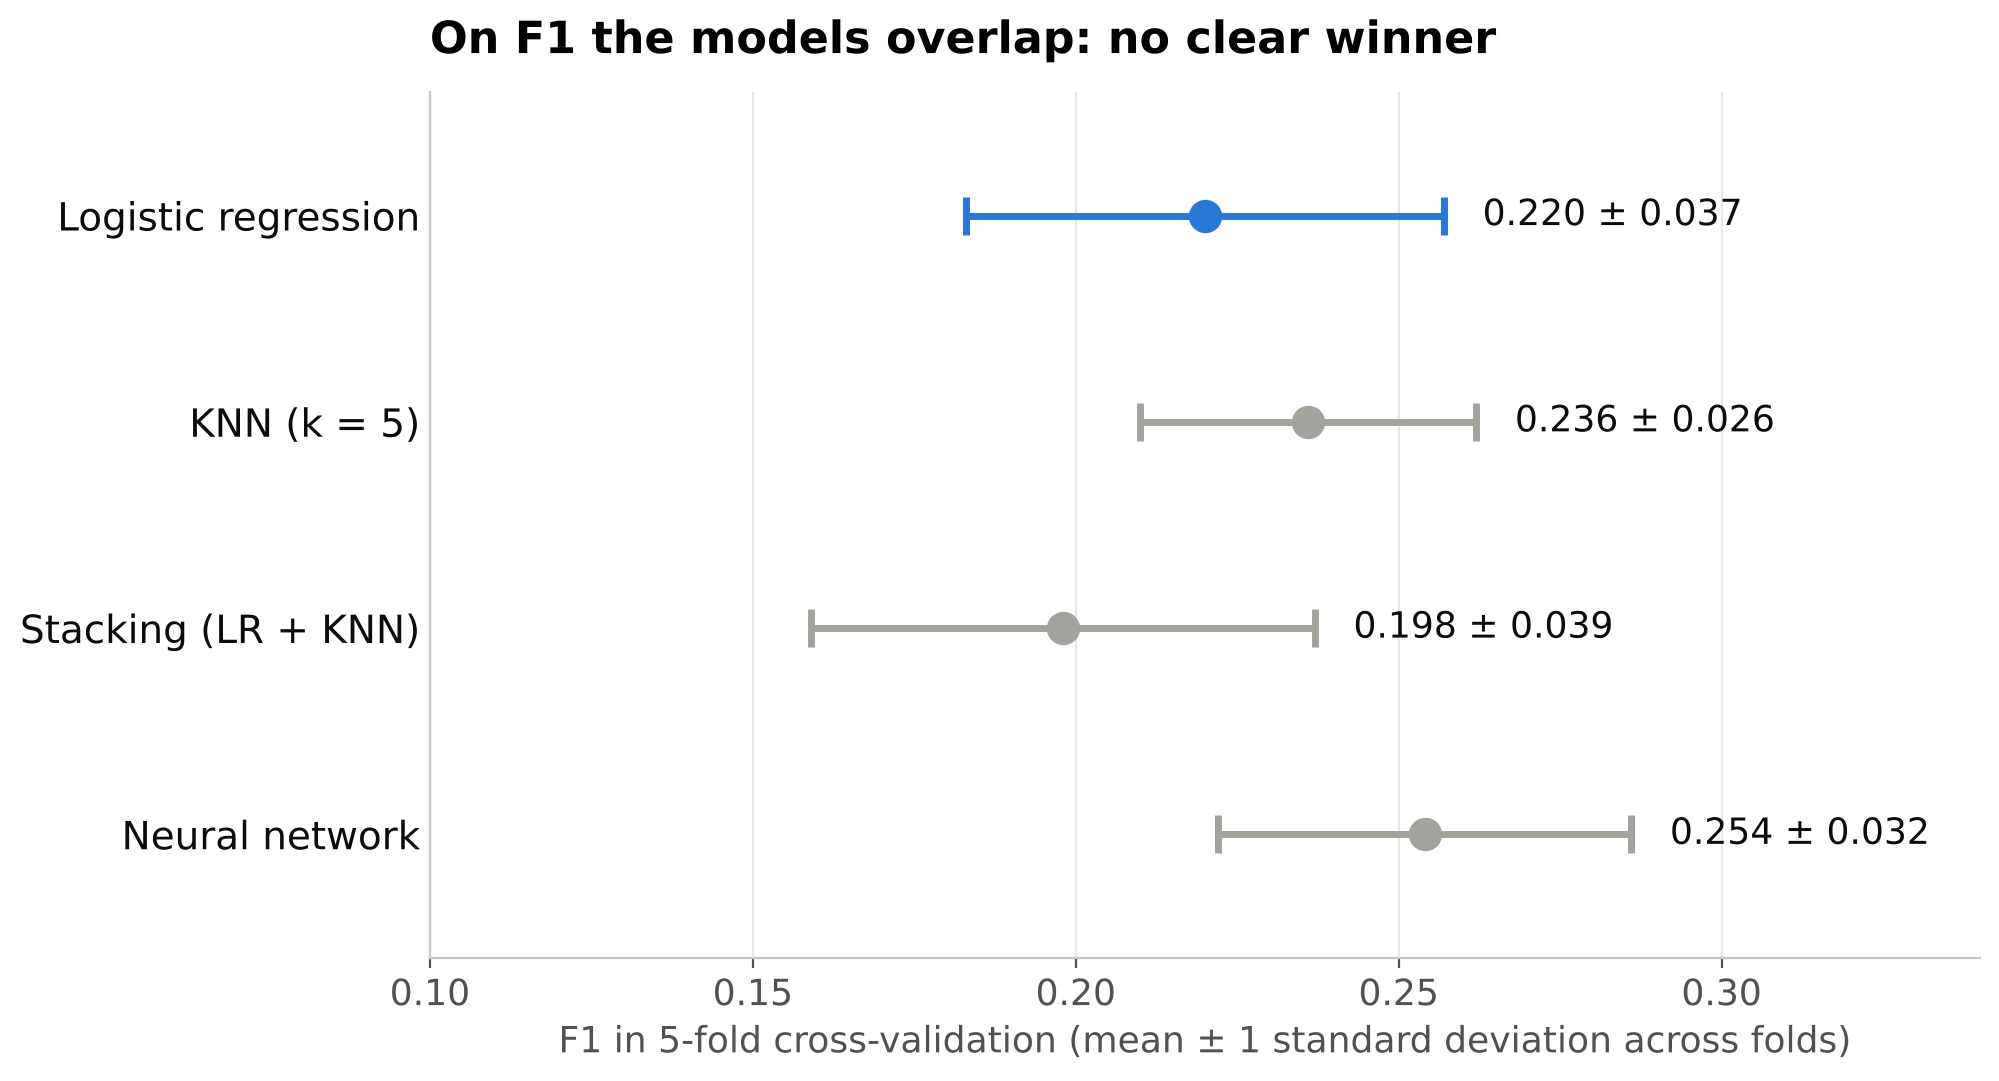 On F1 the models overlap: no clear winner
Logistic regression
0.220 ± 0.037
KNN (k = 5)
0.236 ± 0.026
Stacking (LR + KNN)
0.198 ± 0.039
Neural network
0.254 ± 0.032
0.10 0.15 0.20 0.25 0.30
F1 in 5-fold cross-validation (mean ± 1 standard deviation across folds)